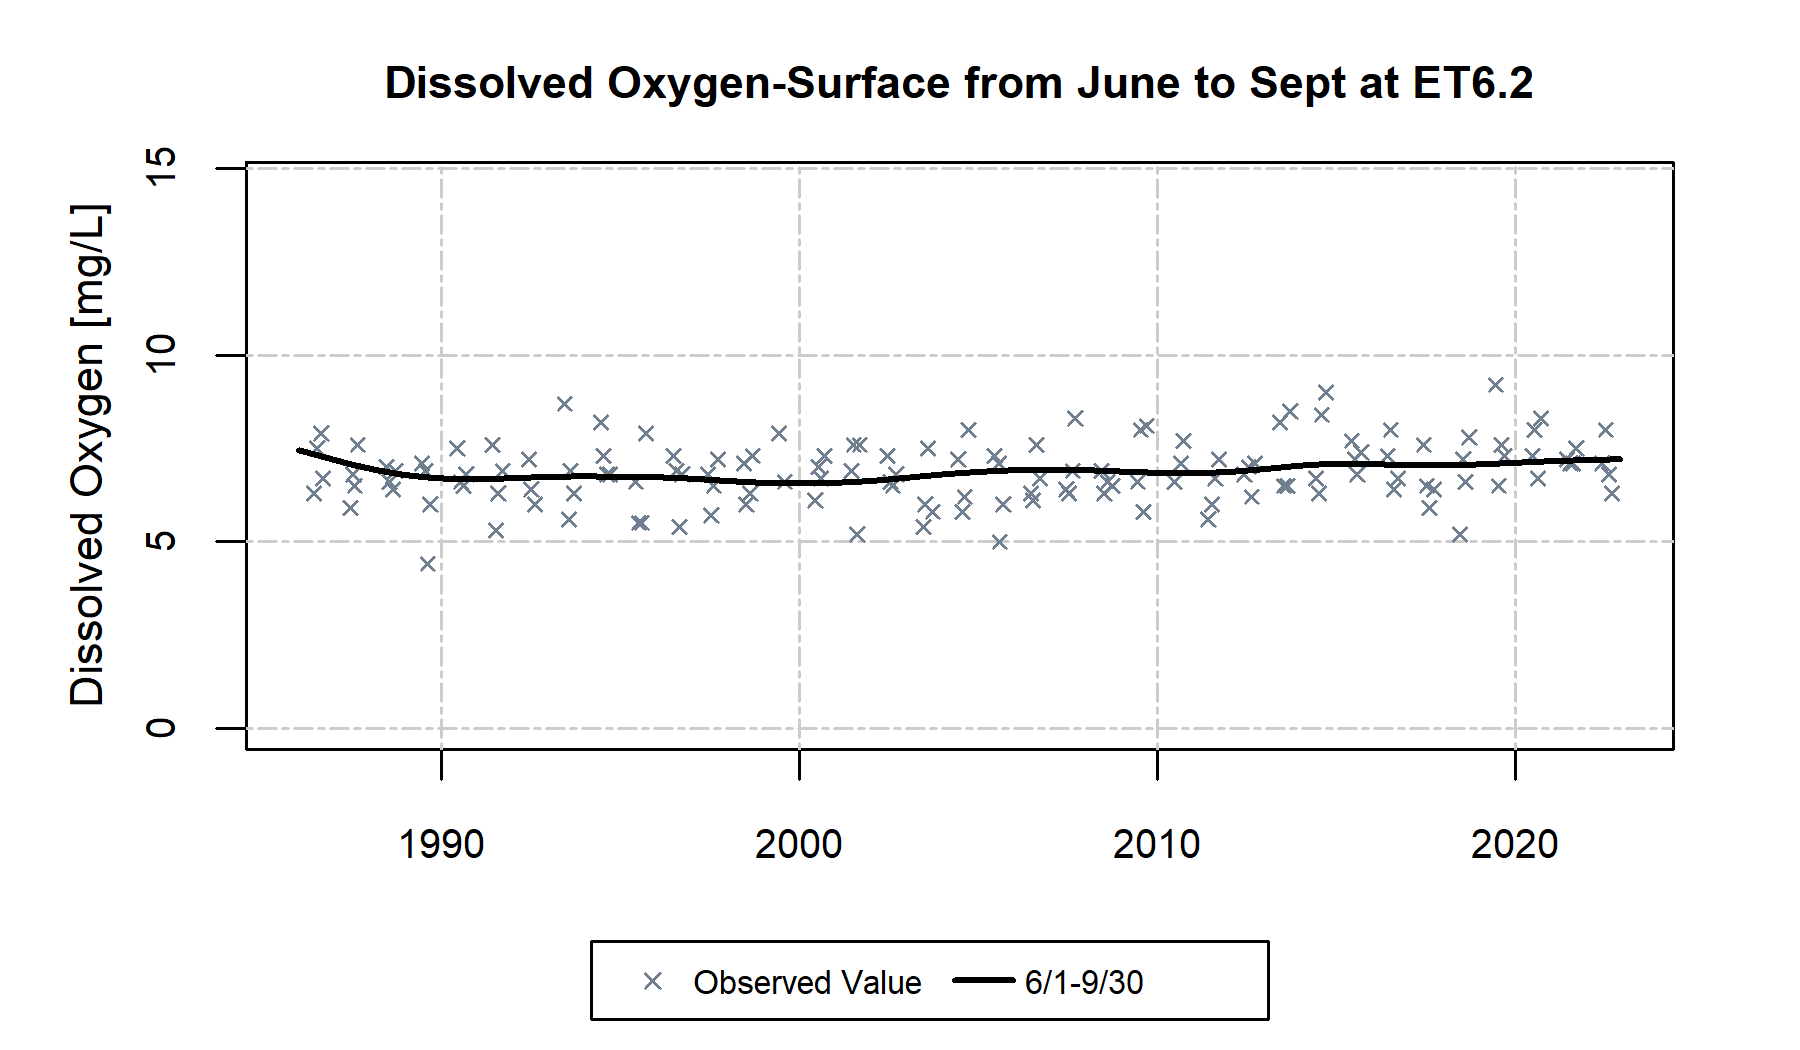 Dissolved Oxygen-Surface from June to Sept at ET6.2
Dissolved Oxygen [mg/L]
15
10
5
0
1990 2000 2010 2020
Observed Value 6/1-9/30